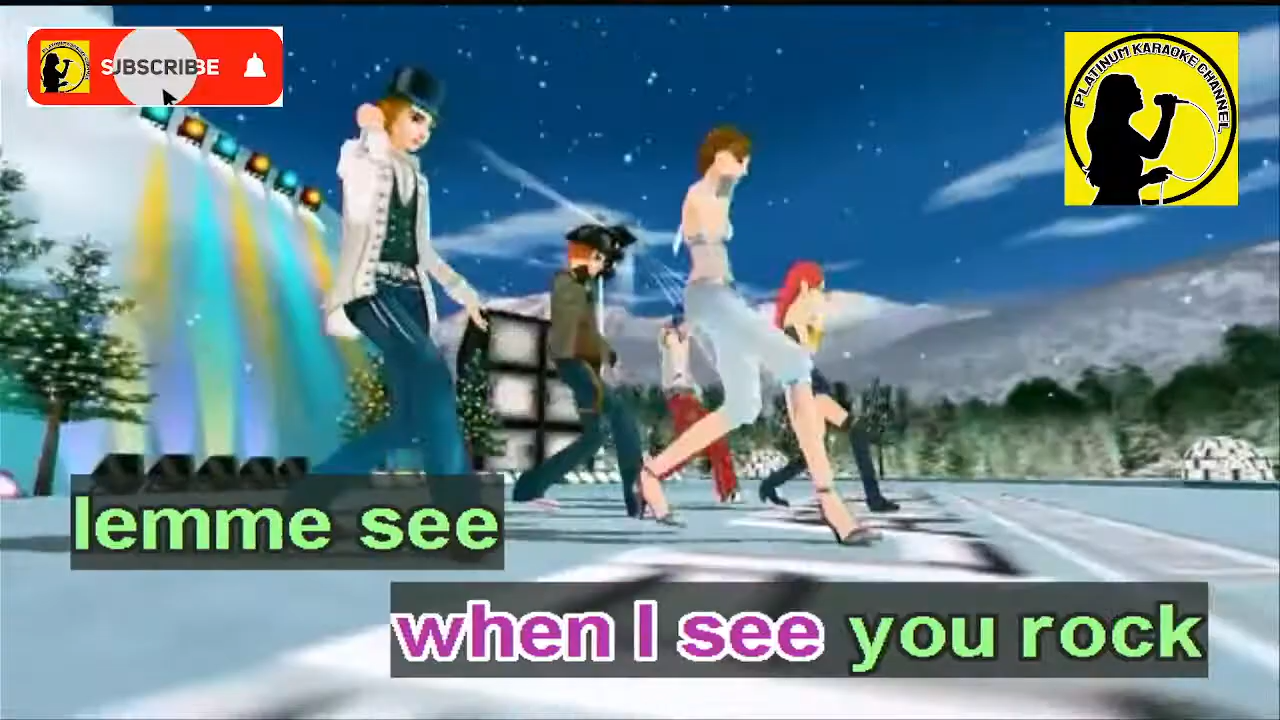 SUBSCRIBE
PLATINUM KARAOKE CHANNEL
lemme see
when I see you rock